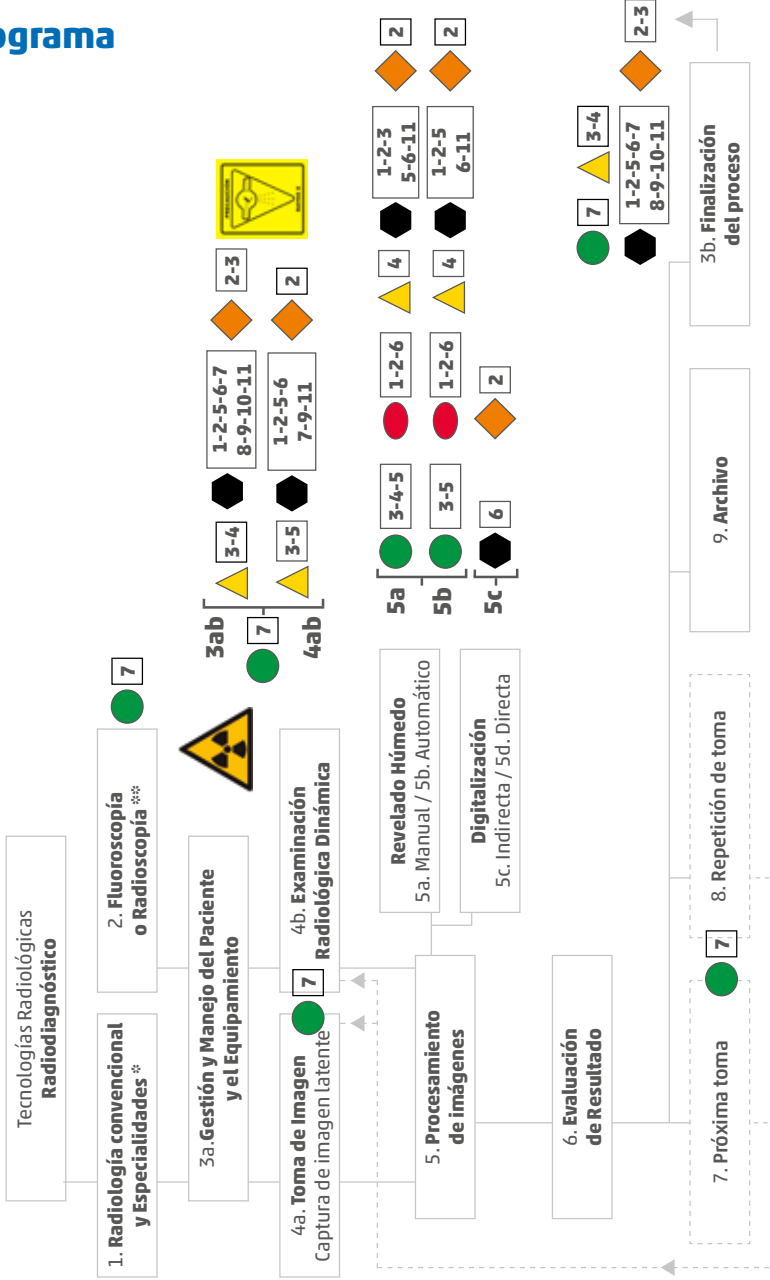 ograma
Tecnologías Radiológicas
Radiodiagnóstico
1. Radiología convencional
y Especialidades *
2. Fluoroscopía
o Radioscopía **
7
3a.Gestión y Manejo del Paciente
y el Equipamiento
4a. Toma de Imagen
Captura de imagen latente
7
4b. Examinación
Radiológica Dinámica
3ab
3-4
1-2-5-6-7
8-9-10-11
2-3
7
4ab
3-5
1-2-5-6
7-9-11
2
PRECAUCIÓN
RAYOS X
5. Procesamiento
de imágenes
Revelado Húmedo
5a. Manual / 5b. Automático
Digitalización
5c. Indirecta / 5d. Directa
5a
3-4-5
1-2-6
4
1-2-3
5-6-11
2
5b
3-5
1-2-6
4
1-2-5
6-11
2
5c
6
2
6. Evaluación
de Resultado
7. Próxima toma
7
8. Repetición de toma
9. Archivo
3b. Finalización
del proceso
7
3-4
1-2-5-6-7
8-9-10-11
2-3